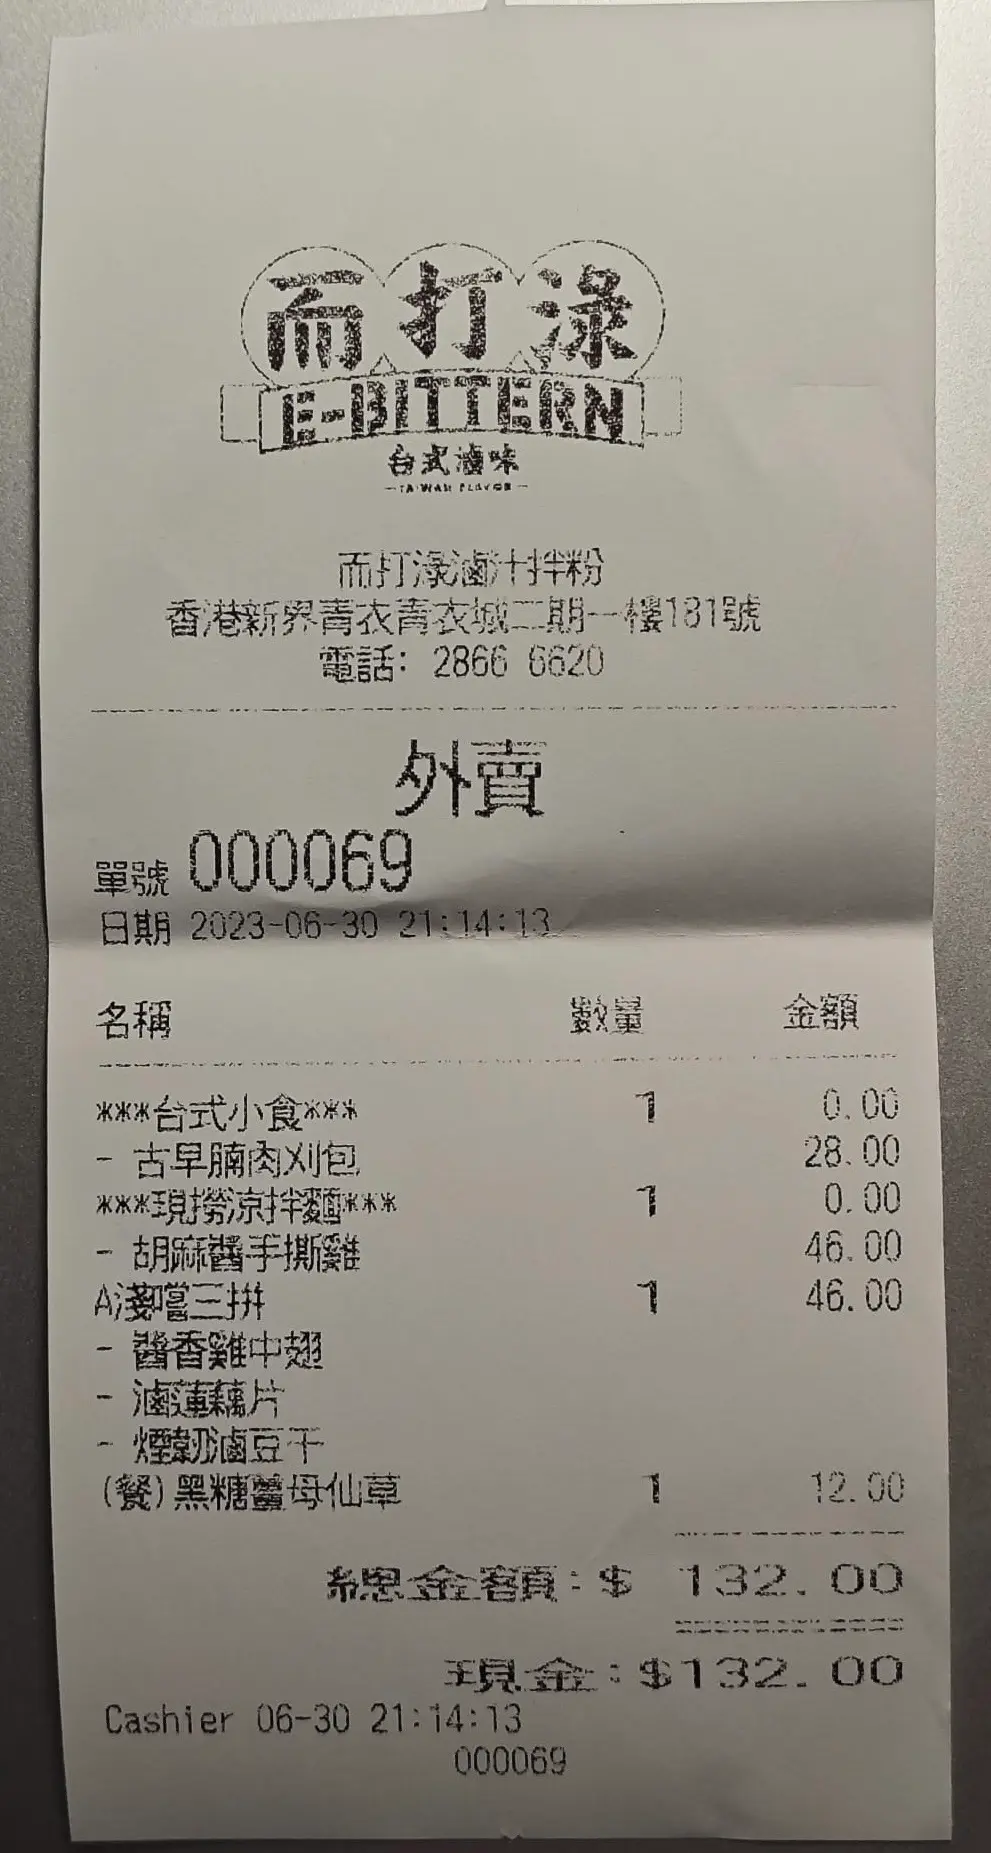 而打淥
E-BITTERN
台式滷味
TAIWAN FLAVOR
而打淥滷汁拌粉
香港新界青衣青衣城二期一樓181號
電話: 2866 6620
外賣
單號 000069
日期 2023-06-30 21:14:13
名稱 數量 金額
***台式小食*** 1 0.00
- 古早腩肉刈包 28.00
***現撈涼拌麵*** 1 0.00
- 胡麻醬手撕雞 46.00
A淺嚐三拼 1 46.00
- 醬香雞中翅
- 滷蓮藕片
- 煙韌滷豆干
(餐)黑糖薑母仙草 1 12.00
總金額:$ 132.00
現金:$132.00
Cashier 06-30 21:14:13
000069